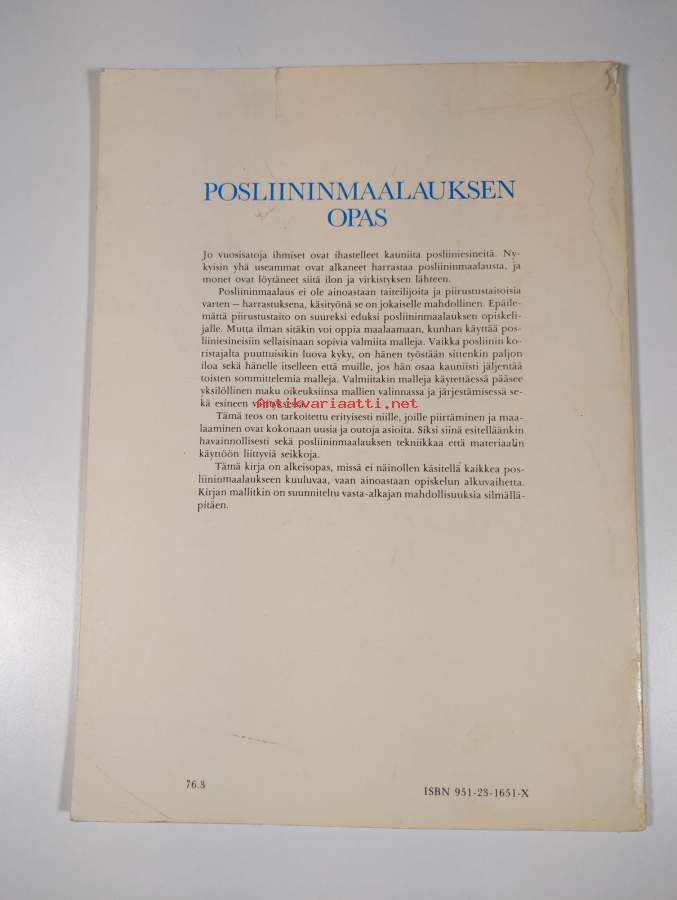 POSLIININMAALAUKSEN
OPAS
Jo vuosisatoja ihmiset ovat ihastelleet kauniita posliiniesineitä. Ny-
kyisin yhä useammat ovat alkaneet harrastaa posliininmaalausta, ja
monet ovat löytäneet siitä ilon ja virkistyksen lähteen.
Posliininmaalaus ei ole ainoastaan taiteilijoita ja piirustustaitoisia
varten – harrastuksena, käsityönä se on jokaiselle mahdollinen. Epäile-
mättä piirustustaito on suureksi eduksi posliininmaalauksen opiskeli-
jalle. Mutta ilman sitäkin voi oppia maalaamaan, kunhan käyttää pos-
liiniesineisiin sellaisinaan sopivia valmiita malleja. Vaikka posliinin ko-
ristajalta puuttuisikin luova kyky, on hänen työstään sittenkin paljon
iloa sekä hänelle itselleen että muille, jos hän osaa kauniisti jäljentää
toisten sommittelemia malleja. Valmiitakin malleja käytettäessä pääsee
yksilöllinen maku oikeuksiinsa mallien valinnassa ja järjestämisessä se-
kä esineen
antikvariaatti.net
Tämä teos on tarkoitettu erityisesti niille, joille piirtäminen ja maa-
laaminen ovat kokonaan uusia ja outoja asioita. Siksi siinä esitelläänkin
havainnollisesti sekä posliininmaalauksen tekniikkaa että materiaalin
käyttöön liittyviä seikkoja.
Tämä kirja on alkeisopas, missä ei näinollen käsitellä kaikkea pos-
liininmaalaukseen kuuluvaa, vaan ainoastaan opiskelun alkuvaihetta.
Kirjan mallitkin on suunniteltu vasta-alkajan mahdollisuuksia silmällä-
pitäen.
76.3
ISBN 951-23-1651-X